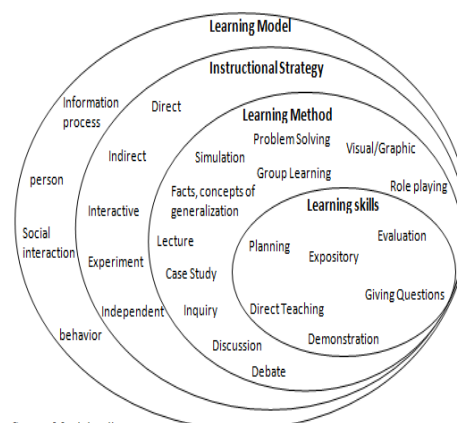 Learning Model
Instructional Strategy
Information
process
Direct
Learning Method
Problem Solving
Visual/Graphic
Indirect
Simulation
Group Learning
person
Facts, concepts of
generalization
Role playing
Learning skills
Interactive
Social
interaction
Lecture
Planning
Evaluation
Expository
Experiment
Case Study
Giving Questions
Independent
Inquiry
Direct Teaching
behavior
Discussion
Demonstration
Debate